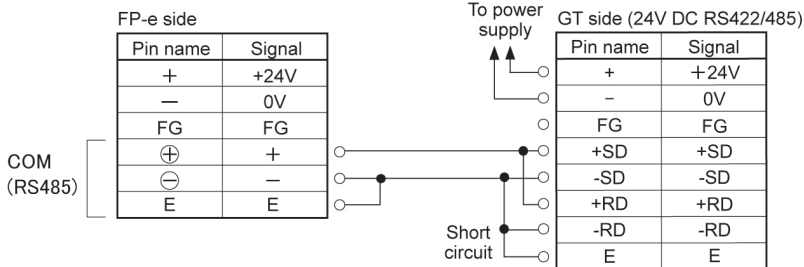 FP-e side
Pin name Signal
+ +24V
− 0V
FG FG
⊕ +
⊖ −
E E
COM
(RS485)
To power
supply
GT side (24V DC RS422/485)
Pin name Signal
+ +24V
− 0V
FG FG
+SD +SD
-SD -SD
+RD +RD
-RD -RD
E E
Short
circuit